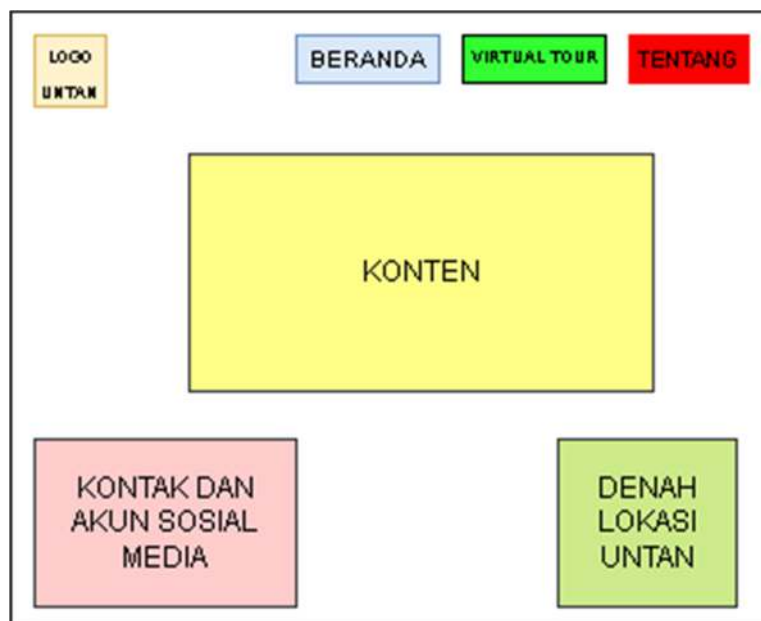 LOGO
UNTAN
BERANDA
VIRTUAL TOUR
TENTANG
KONTEN
KONTAK DAN
AKUN SOSIAL
MEDIA
DENAH
LOKASI
UNTAN